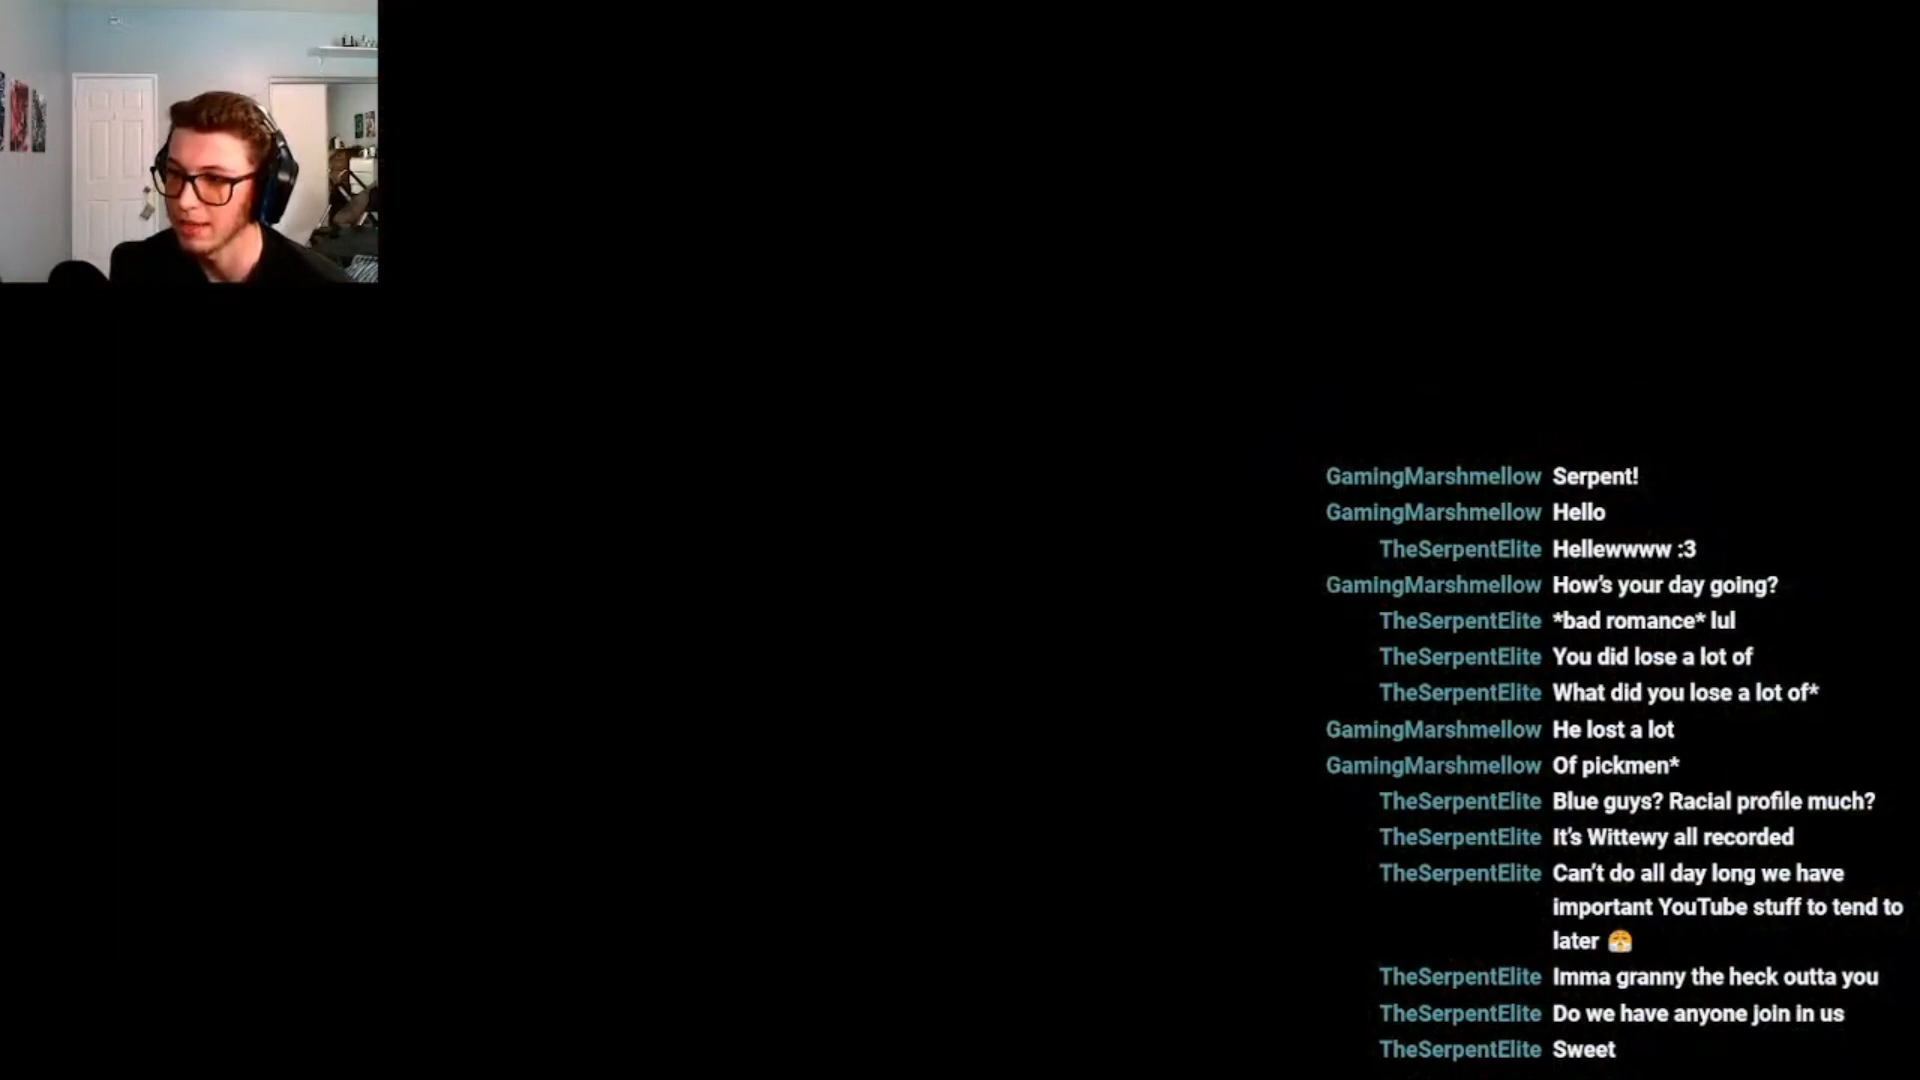 GamingMarshmellow Serpent!
GamingMarshmellow Hello
TheSerpentElite Hellewwww :3
GamingMarshmellow How's your day going?
TheSerpentElite *bad romance* lul
TheSerpentElite You did lose a lot of
TheSerpentElite What did you lose a lot of*
GamingMarshmellow He lost a lot
GamingMarshmellow Of pickmen*
TheSerpentElite Blue guys? Racial profile much?
TheSerpentElite It's Wittewy all recorded
TheSerpentElite Can't do all day long we have
important YouTube stuff to tend to
later 😤
TheSerpentElite Imma granny the heck outta you
TheSerpentElite Do we have anyone join in us
TheSerpentElite Sweet